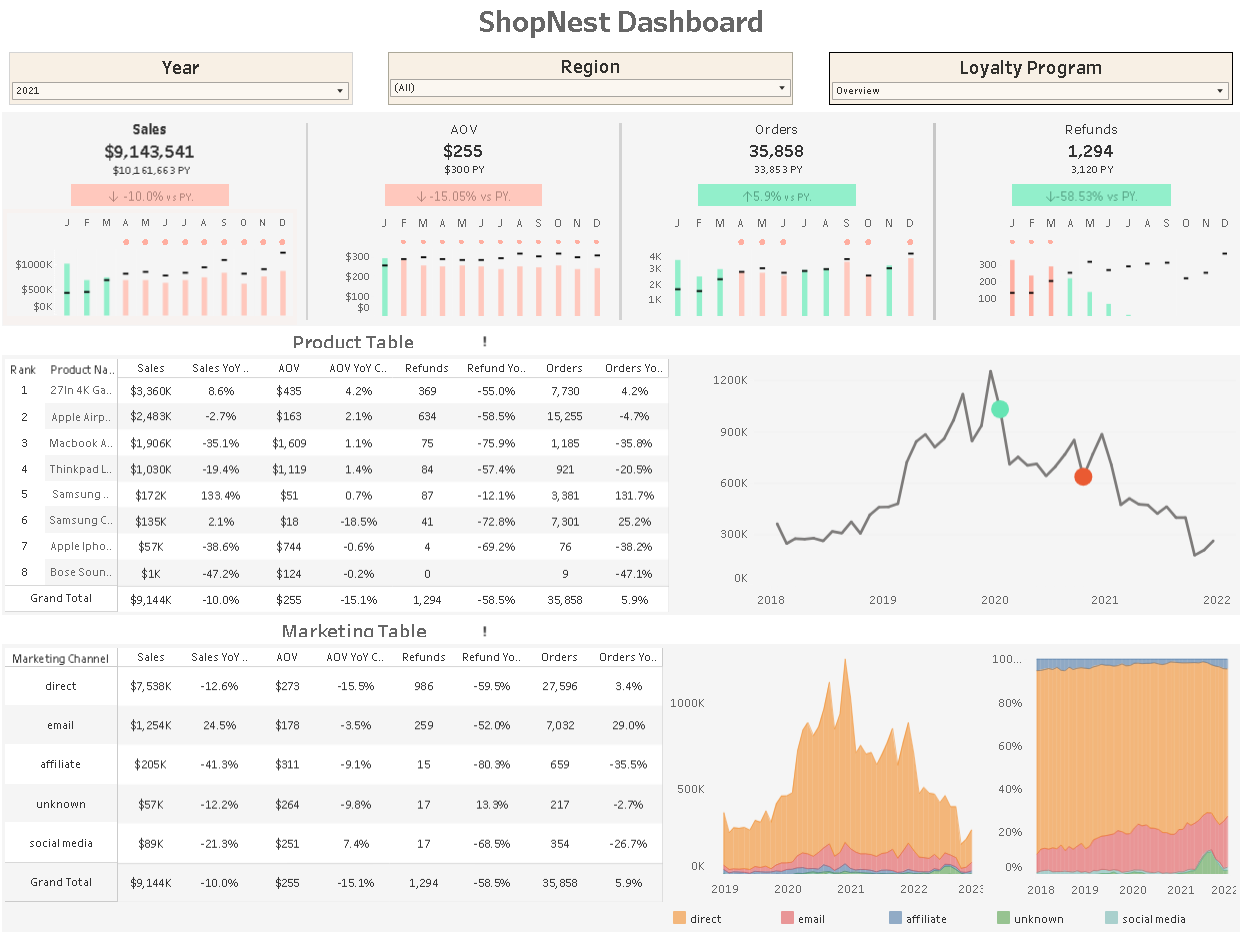 ShopNest Dashboard
Year
2021
Region
(All)
Loyalty Program
Overview
Sales
$9,143,541
$10,161,663 PY
↓ -10.0% vs PY.
J F M A M J J A S O N D
$1000K
$500K
$0K
AOV
$255
$300 PY
↓ -15.05% vs PY.
J F M A M J J A S O N D
$300
$100
$0
Orders
35,858
33,853 PY
↑5.9% vs PY.
J F M A M J J A S O N D
4K
3K
2K
1K
Refunds
1,294
3,120 PY
↓-58.53% vs PY.
J F M A M J J A S O N D
300
200
100
Product Table !
Rank Product Na.. Sales Sales YoY .. AOV AOV YoY C.. Refunds Refund Yo.. Orders Orders Yo..
1 27In 4K Ga.. $3,360K 8.6% $435 4.2% 369 -55.0% 7,730 4.2%
2 Apple Airp.. $2,483K -2.7% $163 2.1% 634 -58.5% 15,255 -4.7%
3 Macbook A.. $1,906K -35.1% $1,609 1.1% 75 -75.9% 1,185 -35.8%
4 Thinkpad L.. $1,030K -19.4% $1,119 1.4% 84 -57.4% 921 -20.5%
5 Samsung .. $172K 133.4% $51 0.7% 87 -12.1% 3,381 131.7%
6 Samsung C.. $135K 2.1% $18 -18.5% 41 -72.8% 7,301 25.2%
7 Apple Ipho.. $57K -38.6% $744 -0.6% 4 -69.2% 76 -38.2%
8 Bose Soun.. $1K -47.2% $124 -0.2% 0 9 -47.1%
Grand Total $9,144K -10.0% $255 -15.1% 1,294 -58.5% 35,858 5.9%
1200K
900K
600K
300K
0K
2018 2019 2020 2021 2022
Marketing Table !
Marketing Channel Sales Sales YoY .. AOV AOV YoY C.. Refunds Refund Yo.. Orders Orders Yo..
direct $7,538K -12.6% $273 -15.5% 986 -59.5% 27,596 3.4%
email $1,254K 24.5% $178 -3.5% 259 -52.0% 7,032 29.0%
affiliate $205K -41.3% $311 -9.1% 15 -80.3% 659 -35.5%
unknown $57K -12.2% $264 -9.8% 17 13.3% 217 -2.7%
social media $89K -21.3% $251 7.4% 17 -68.5% 354 -26.7%
Grand Total $9,144K -10.0% $255 -15.1% 1,294 -58.5% 35,858 5.9%
1000K
500K
0K
2019 2020 2021 2022 2023
100...
80%
60%
40%
20%
0%
2018 2019 2020 2021 2022
direct email affiliate unknown social media